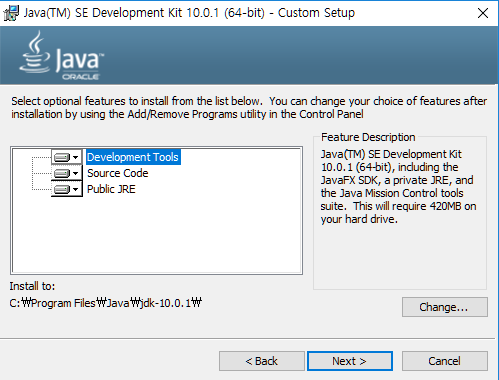 Java(TM) SE Development Kit 10.0.1 (64-bit) - Custom Setup
Java
ORACLE
Select optional features to install from the list below.  You can change your choice of features after
installation by using the Add/Remove Programs utility in the Control Panel
Development Tools
Source Code
Public JRE
Feature Description
Java(TM) SE Development Kit
10.0.1 (64-bit), including the
JavaFX SDK, a private JRE, and
the Java Mission Control tools
suite.  This will require 420MB on
your hard drive.
Install to:
C:₩Program Files₩Java₩jdk-10.0.1₩
Change...
< Back
Next >
Cancel